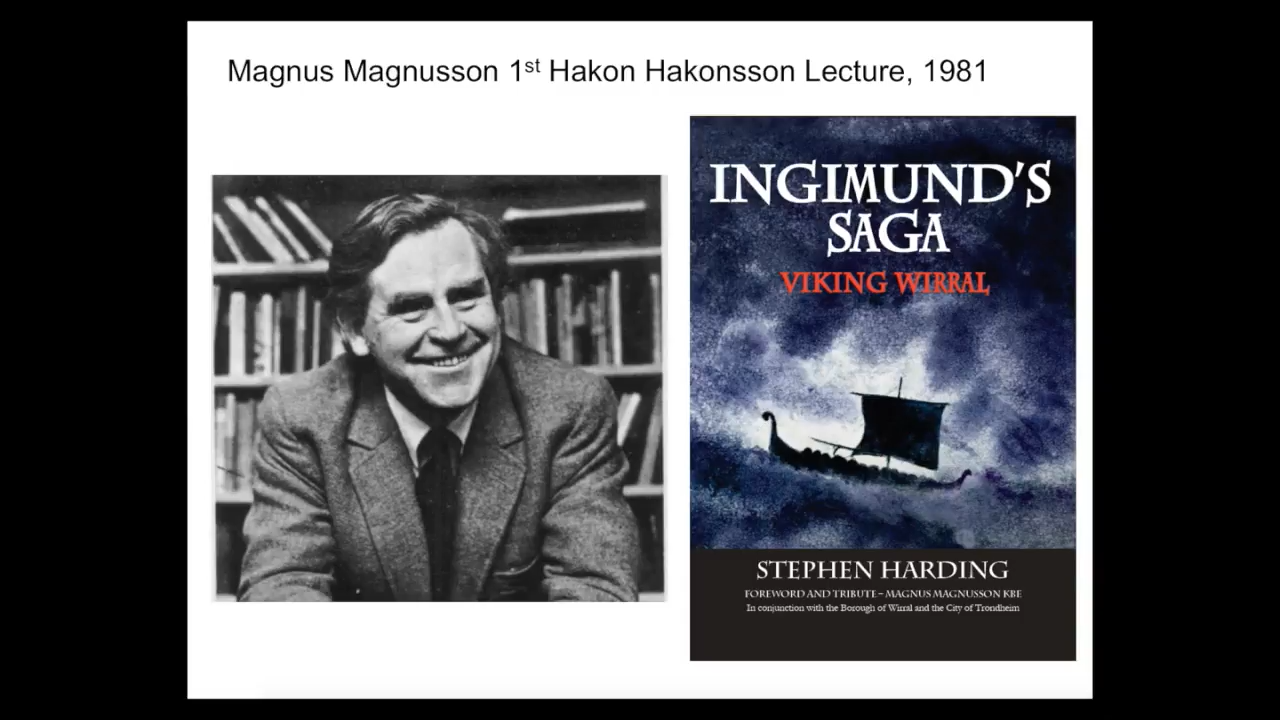 Magnus Magnusson 1st Hakon Hakonsson Lecture, 1981
INGIMUND'S
SAGA
VIKING WIRRAL
STEPHEN HARDING
FOREWORD AND TRIBUTE – MAGNUS MAGNUSSON KBE
In conjunction with the Borough of Wirral and the City of Trondheim